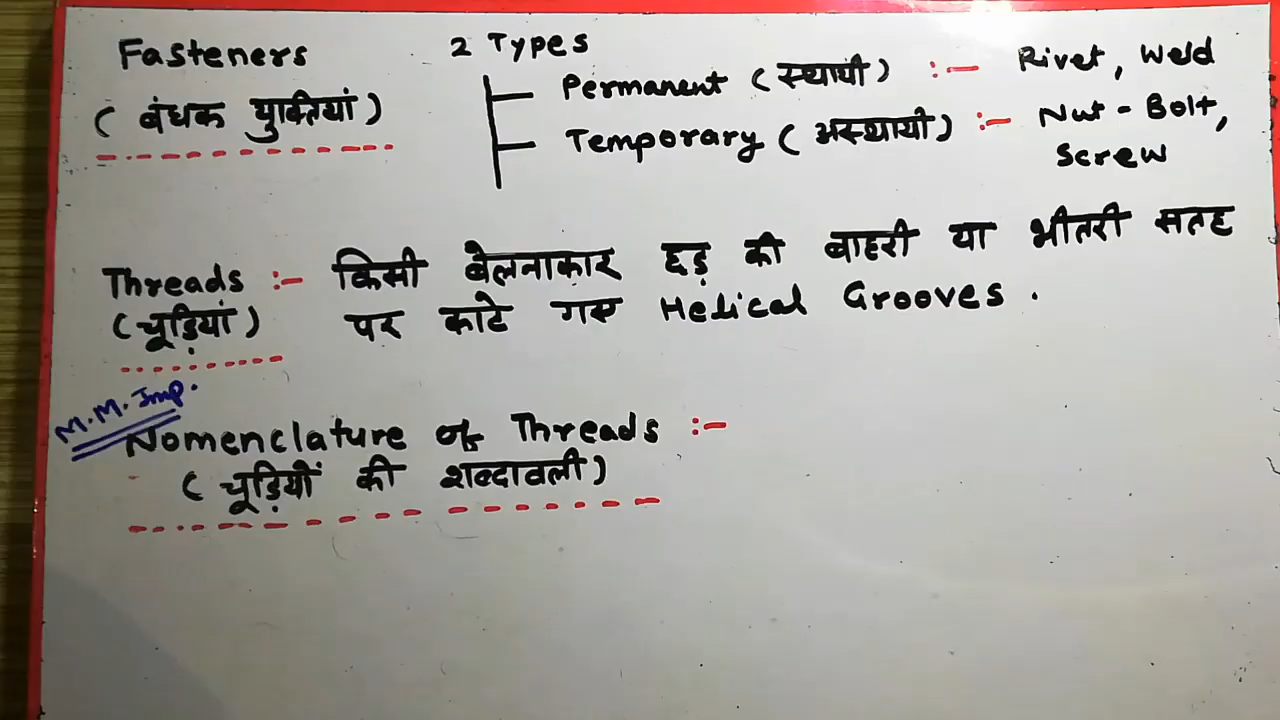 Fasteners
(बंधक युक्तियां)
2 Types
Permanent (स्थायी) :- Rivet, Weld
Temporary (अस्थायी) :- Nut - Bolt,
Screw
Threads :- किसी बेलनाकार छड़ की बाहरी या भीतरी सतह
(चूड़ियां) पर काटे गए Helical Grooves.
M.M. Imp.
Nomenclature of Threads :-
(चूड़ियों की शब्दावली)